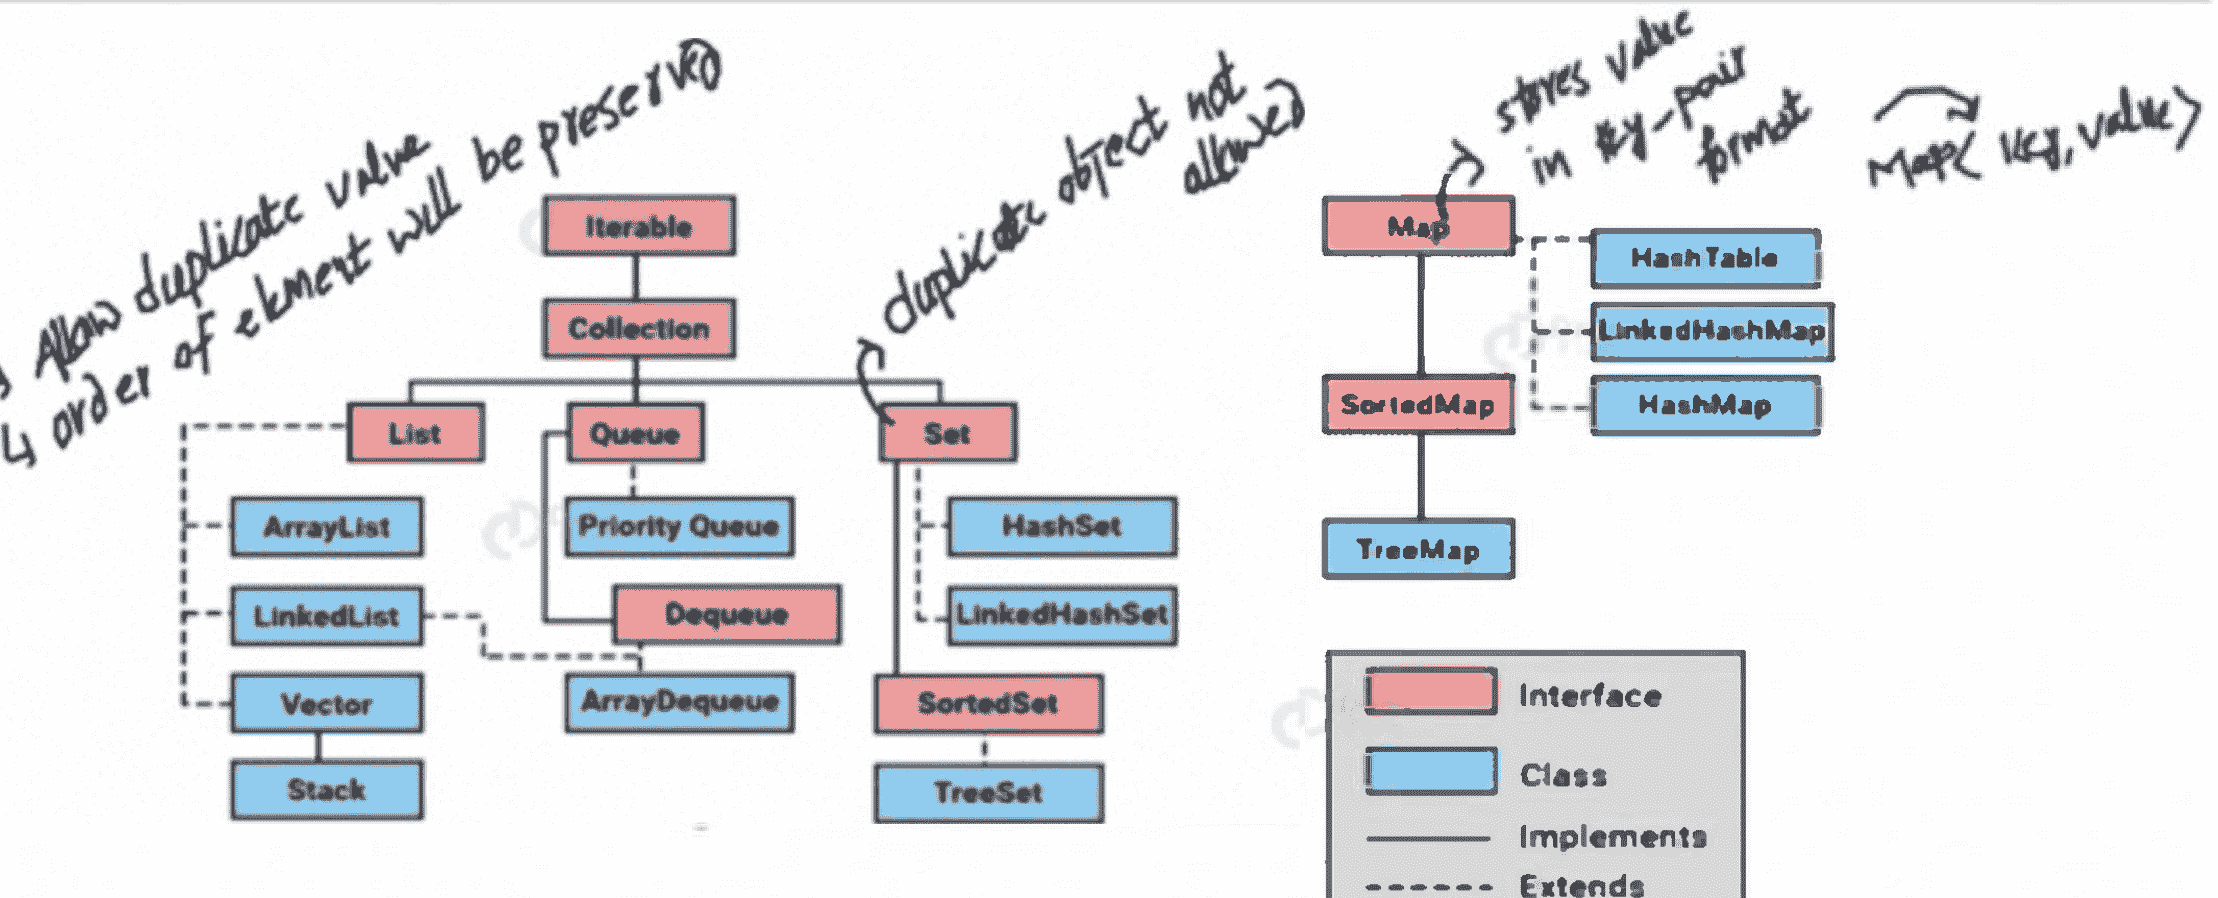 Allow duplicate value
order of element will be preserved
duplicate object not
allowed
stores value
in key-pair
format
Map< key, value>
Iterable
Collection
List
Queue
Set
ArrayList
Priority Queue
HashSet
LinkedList
Dequeue
LinkedHashSet
Vector
ArrayDequeue
SortedSet
Stack
TreeSet
Map
HashTable
LinkedHashMap
SortedMap
HashMap
TreeMap
Interface
Class
Implements
Extends